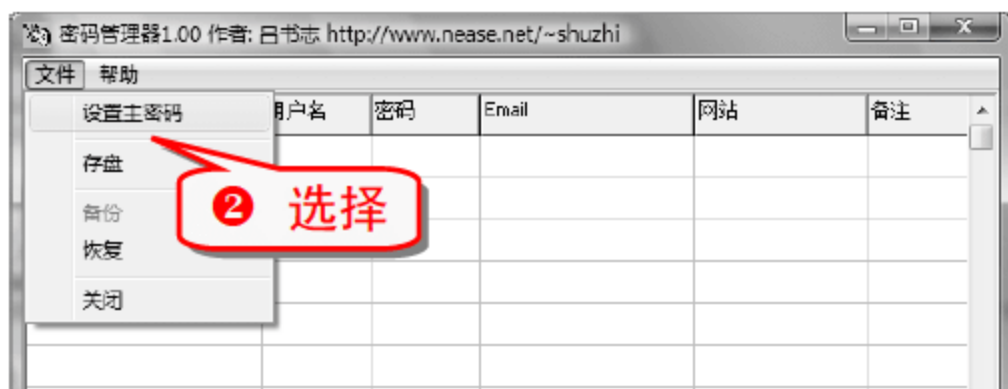 密码管理器1.00 作者: 吕书志 http://www.nease.net/~shuzhi
文件 帮助
设置主密码 用户名 密码 Email 网站 备注
存盘
❷ 选择
备份
恢复
关闭